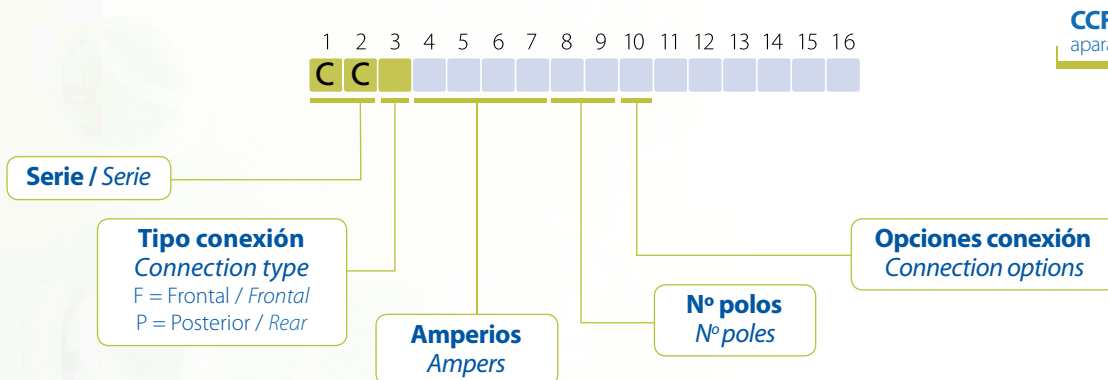 1 2 3 4 5 6 7 8 9 10 11 12 13 14 15 16
C C
Serie / Serie
Tipo conexión
Connection type
F = Frontal / Frontal
P = Posterior / Rear
Amperios
Ampers
Nº polos
Nº poles
Opciones conexión
Connection options